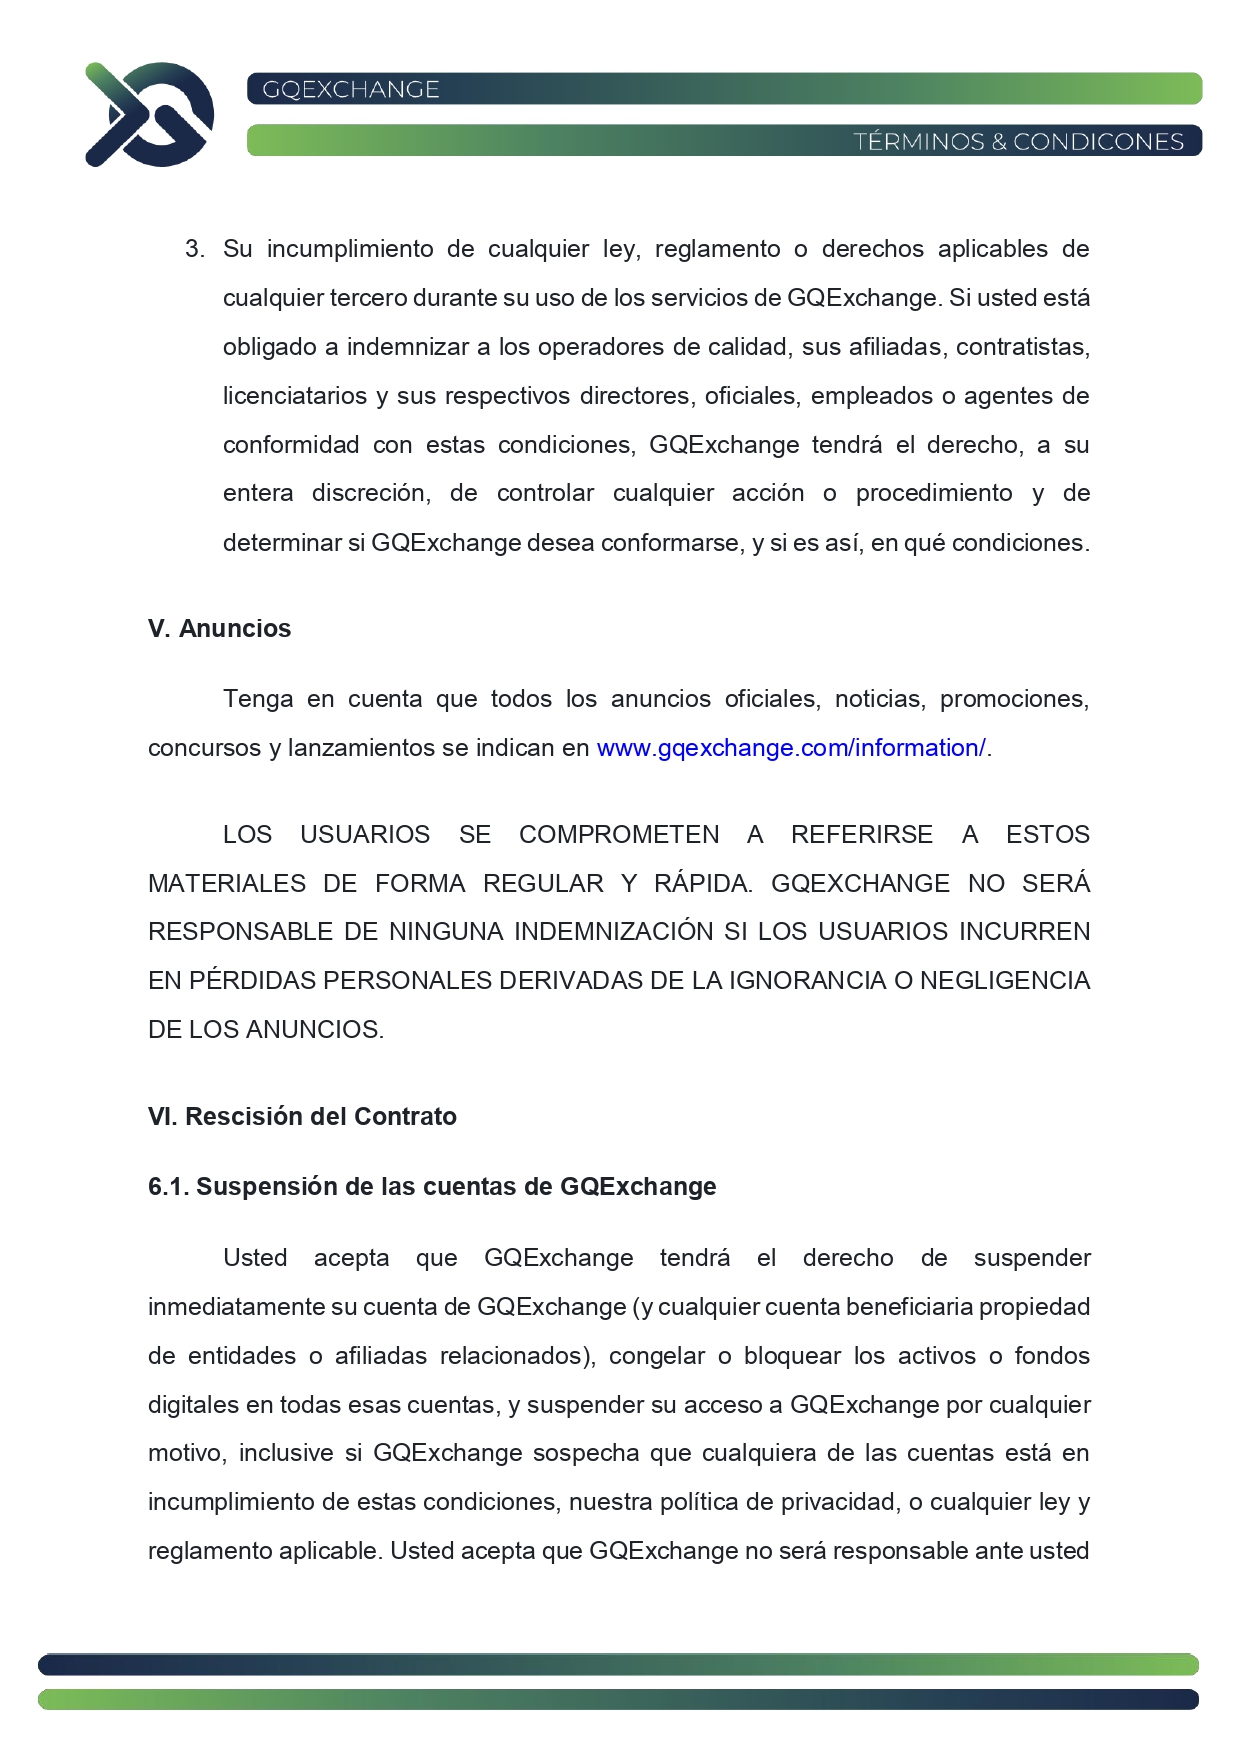 GQEXCHANGE
TÉRMINOS & CONDICONES
3. Su incumplimiento de cualquier ley, reglamento o derechos aplicables de
cualquier tercero durante su uso de los servicios de GQExchange. Si usted está
obligado a indemnizar a los operadores de calidad, sus afiliadas, contratistas,
licenciatarios y sus respectivos directores, oficiales, empleados o agentes de
conformidad con estas condiciones, GQExchange tendrá el derecho, a su
entera discreción, de controlar cualquier acción o procedimiento y de
determinar si GQExchange desea conformarse, y si es así, en qué condiciones.
V. Anuncios
Tenga en cuenta que todos los anuncios oficiales, noticias, promociones,
concursos y lanzamientos se indican en www.gqexchange.com/information/.
LOS USUARIOS SE COMPROMETEN A REFERIRSE A ESTOS
MATERIALES DE FORMA REGULAR Y RÁPIDA. GQEXCHANGE NO SERÁ
RESPONSABLE DE NINGUNA INDEMNIZACIÓN SI LOS USUARIOS INCURREN
EN PÉRDIDAS PERSONALES DERIVADAS DE LA IGNORANCIA O NEGLIGENCIA
DE LOS ANUNCIOS.
VI. Rescisión del Contrato
6.1. Suspensión de las cuentas de GQExchange
Usted acepta que GQExchange tendrá el derecho de suspender
inmediatamente su cuenta de GQExchange (y cualquier cuenta beneficiaria propiedad
de entidades o afiliadas relacionados), congelar o bloquear los activos o fondos
digitales en todas esas cuentas, y suspender su acceso a GQExchange por cualquier
motivo, inclusive si GQExchange sospecha que cualquiera de las cuentas está en
incumplimiento de estas condiciones, nuestra política de privacidad, o cualquier ley y
reglamento aplicable. Usted acepta que GQExchange no será responsable ante usted